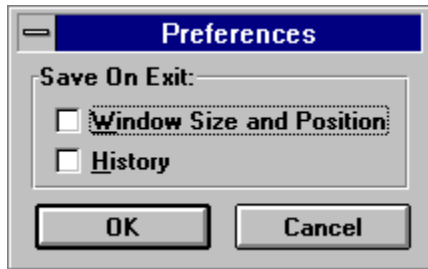 Preferences
Save On Exit:
Window Size and Position
History
OK Cancel